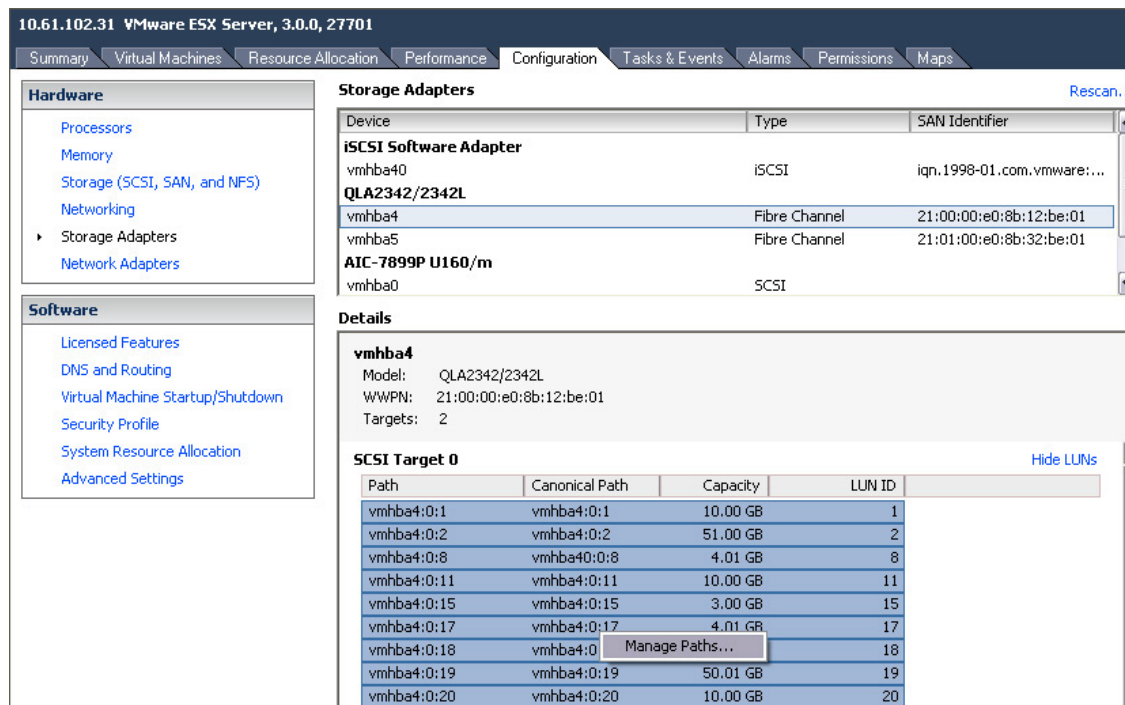 10.61.102.31 VMware ESX Server, 3.0.0, 27701
Summary Virtual Machines Resource Allocation Performance Configuration Tasks & Events Alarms Permissions Maps
Hardware
Processors
Memory
Storage (SCSI, SAN, and NFS)
Networking
Storage Adapters
Network Adapters
Software
Licensed Features
DNS and Routing
Virtual Machine Startup/Shutdown
Security Profile
System Resource Allocation
Advanced Settings
Storage Adapters Rescan.
Device Type SAN Identifier
iSCSI Software Adapter
vmhba40 iSCSI iqn.1998-01.com.vmware:...
QLA2342/2342L
vmhba4 Fibre Channel 21:00:00:e0:8b:12:be:01
vmhba5 Fibre Channel 21:01:00:e0:8b:32:be:01
AIC-7899P U160/m
vmhba0 SCSI
Details
vmhba4
Model: QLA2342/2342L
WWPN: 21:00:00:e0:8b:12:be:01
Targets: 2
SCSI Target 0 Hide LUNs
Path Canonical Path Capacity LUN ID
vmhba4:0:1 vmhba4:0:1 10.00 GB 1
vmhba4:0:2 vmhba4:0:2 51.00 GB 2
vmhba4:0:8 vmhba40:0:8 4.01 GB 8
vmhba4:0:11 vmhba4:0:11 10.00 GB 11
vmhba4:0:15 vmhba4:0:15 3.00 GB 15
vmhba4:0:17 vmhba4:0:17 4.01 GB 17
vmhba4:0:18 vmhba4:0 Manage Paths... 18
vmhba4:0:19 vmhba4:0:19 50.01 GB 19
vmhba4:0:20 vmhba4:0:20 10.00 GB 20